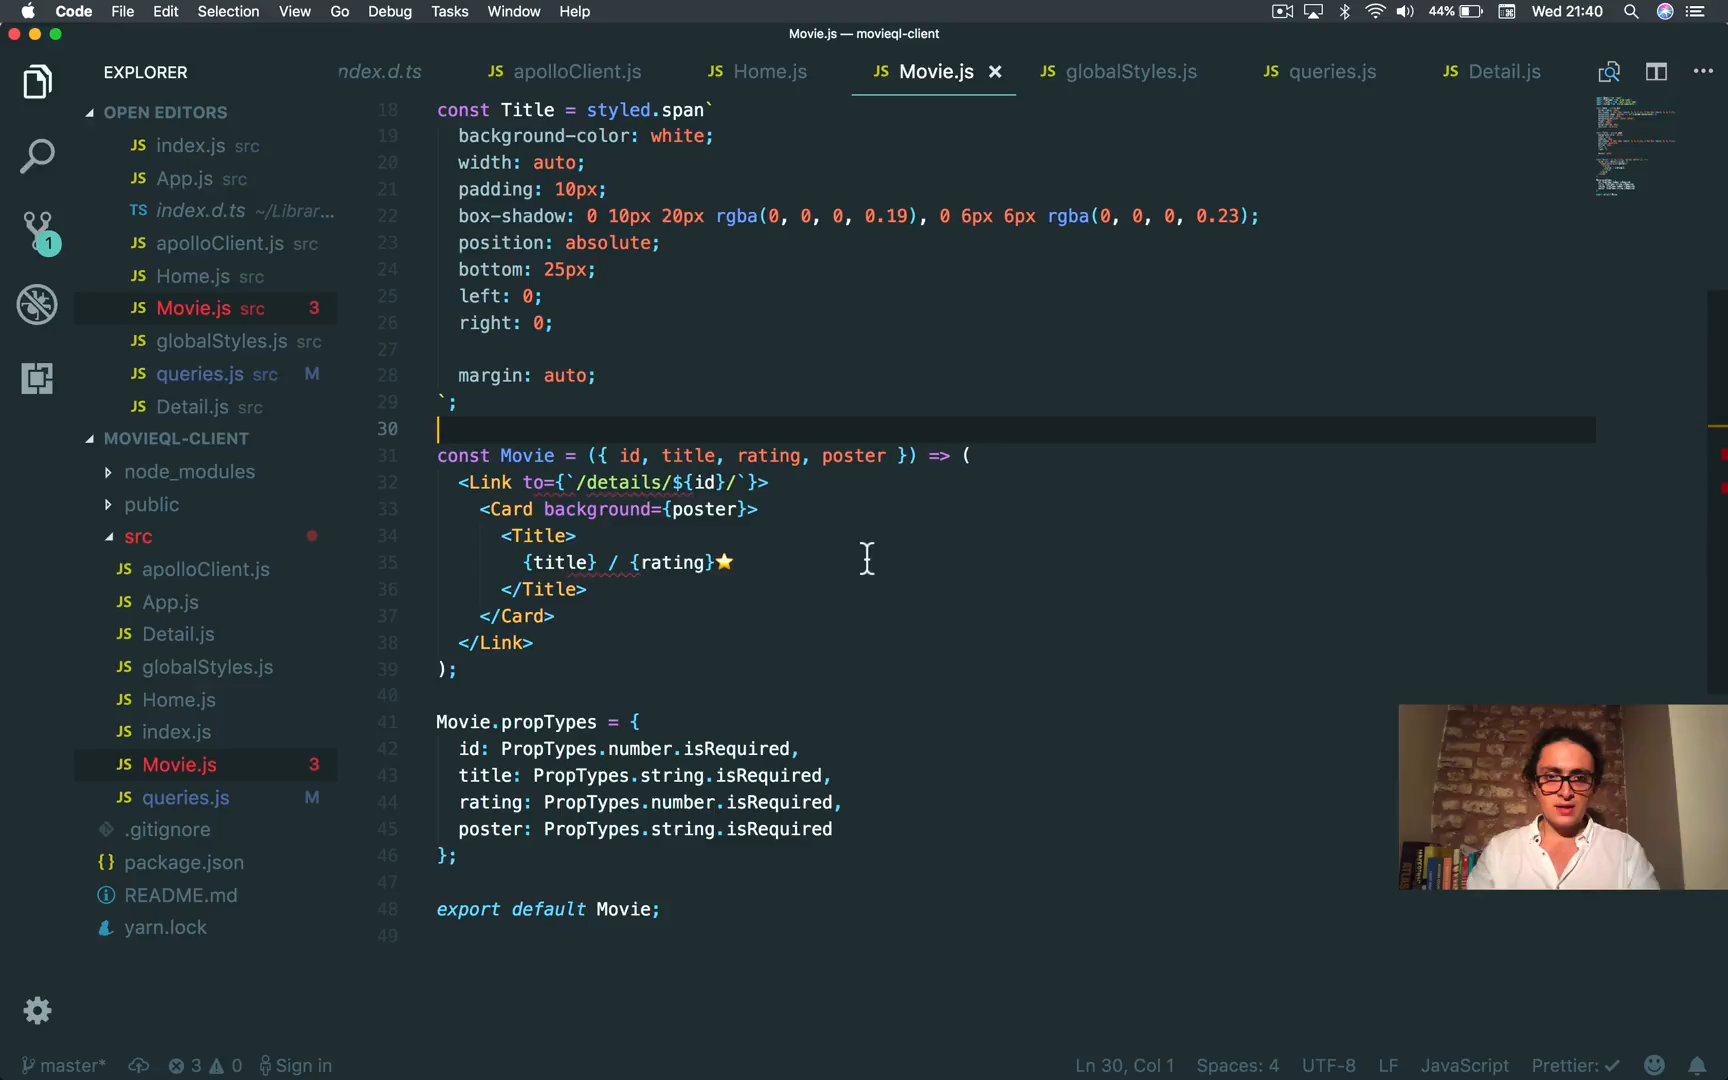 Code File Edit Selection View Go Debug Tasks Window Help 44% Wed 21:40
Movie.js — movieql-client
EXPLORER
ndex.d.ts JS apolloClient.js JS Home.js JS Movie.js JS globalStyles.js JS queries.js JS Detail.js
OPEN EDITORS
JS index.js src
JS App.js src
TS index.d.ts ~/Librar...
JS apolloClient.js src
JS Home.js src
JS Movie.js src 3
JS globalStyles.js src
JS queries.js src M
JS Detail.js src
1
MOVIEQL-CLIENT
node_modules
public
src
JS apolloClient.js
JS App.js
JS Detail.js
JS globalStyles.js
JS Home.js
JS index.js
JS Movie.js 3
JS queries.js M
.gitignore
{} package.json
README.md
yarn.lock
18 const Title = styled.span`
19 background-color: white;
20 width: auto;
21 padding: 10px;
22 box-shadow: 0 10px 20px rgba(0, 0, 0, 0.19), 0 6px 6px rgba(0, 0, 0, 0.23);
23 position: absolute;
24 bottom: 25px;
25 left: 0;
26 right: 0;
27
28 margin: auto;
29 `;
30
31 const Movie = ({ id, title, rating, poster }) => (
32 <Link to={`/details/${id}/`}>
33 <Card background={poster}>
34 <Title>
35 {title} / {rating}⭐
36 </Title>
37 </Card>
38 </Link>
39 );
40
41 Movie.propTypes = {
42 id: PropTypes.number.isRequired,
43 title: PropTypes.string.isRequired,
44 rating: PropTypes.number.isRequired,
45 poster: PropTypes.string.isRequired
46 };
47
48 export default Movie;
49
master* 3 0 Sign in Ln 30, Col 1 Spaces: 4 UTF-8 LF JavaScript Prettier: ✓